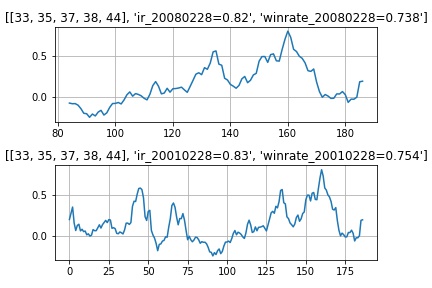 [[33, 35, 37, 38, 44], 'ir_20080228=0.82', 'winrate_20080228=0.738']
0.5
0.0
80 100 120 140 160 180
[[33, 35, 37, 38, 44], 'ir_20010228=0.83', 'winrate_20010228=0.754']
0.5
0.0
0 25 50 75 100 125 150 175